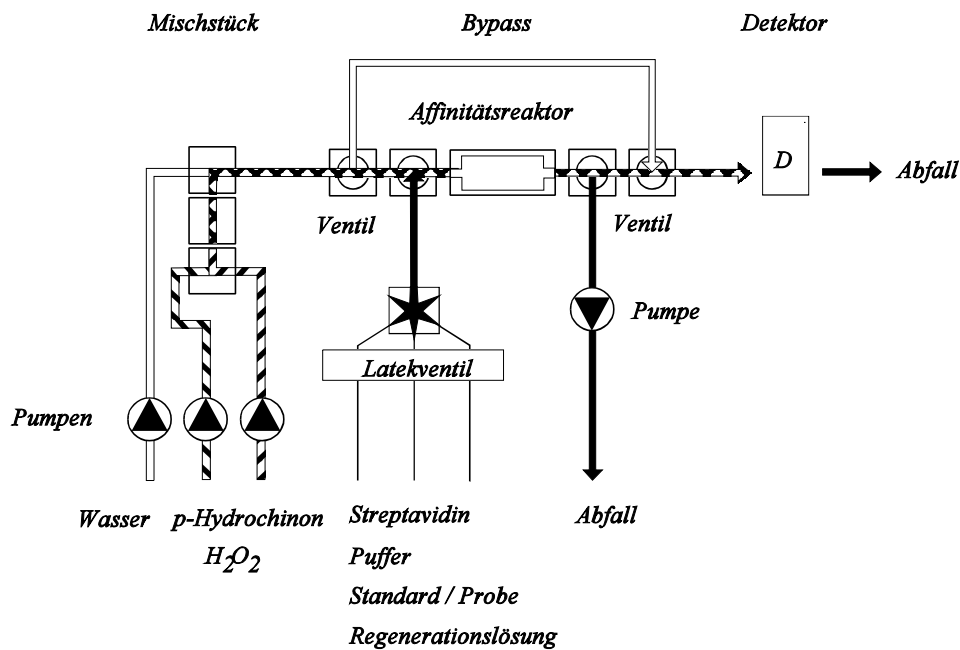 Mischstück
Bypass
Detektor
Affinitätsreaktor
D
Abfall
Ventil
Ventil
Pumpe
Latekventil
Pumpen
Wasser
p-Hydrochinon
H2O2
Streptavidin
Puffer
Standard / Probe
Regenerationslösung
Abfall